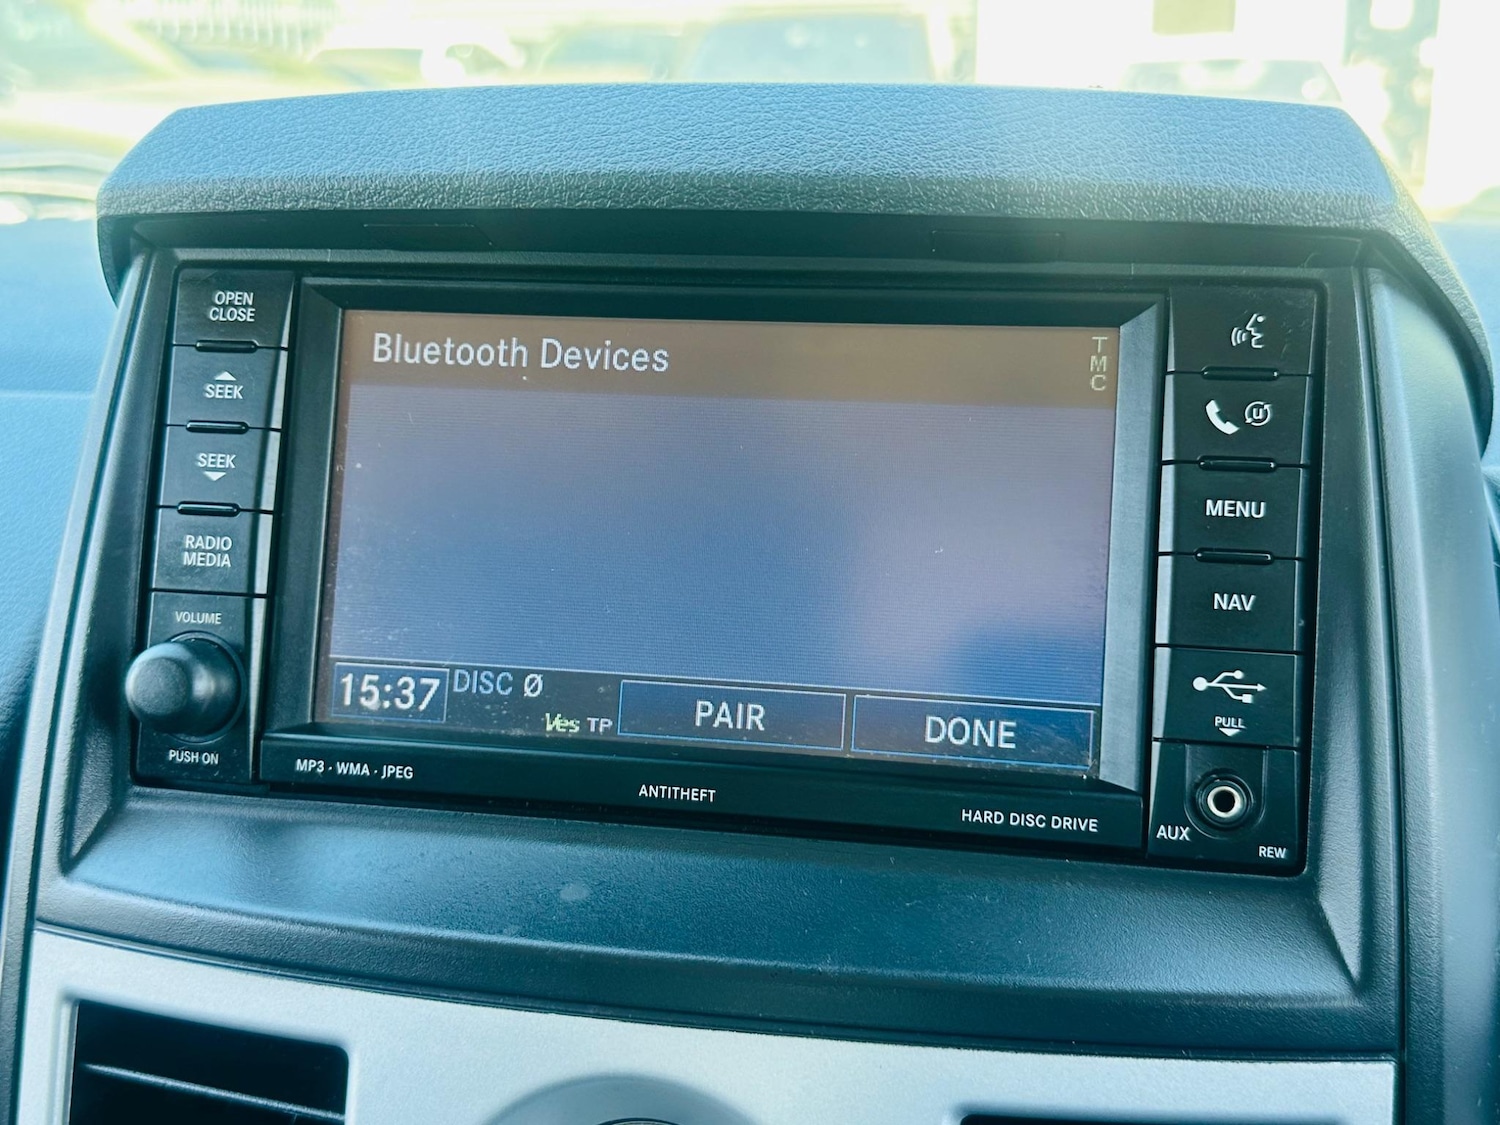 OPEN
CLOSE
SEEK
SEEK
RADIO
MEDIA
VOLUME
PUSH ON
Bluetooth Devices
T
M
C
15:37
DISC Ø
Ves TP
PAIR
DONE
MP3 · WMA · JPEG
ANTITHEFT
HARD DISC DRIVE
u
MENU
NAV
PULL
AUX
REW